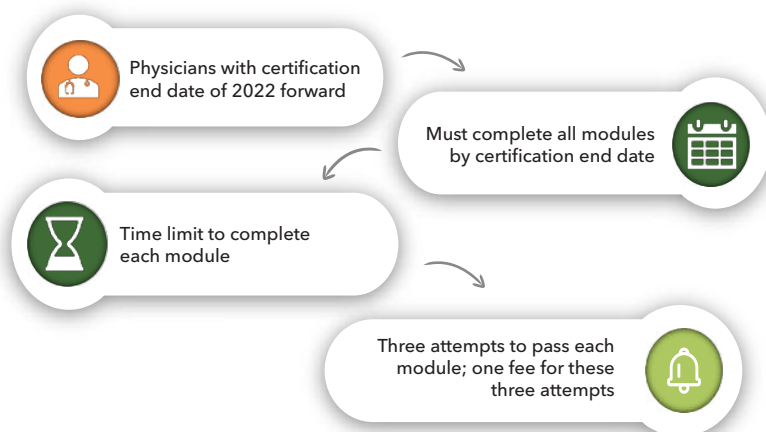 Physicians with certification
end date of 2022 forward
Must complete all modules
by certification end date
Time limit to complete
each module
Three attempts to pass each
module; one fee for these
three attempts